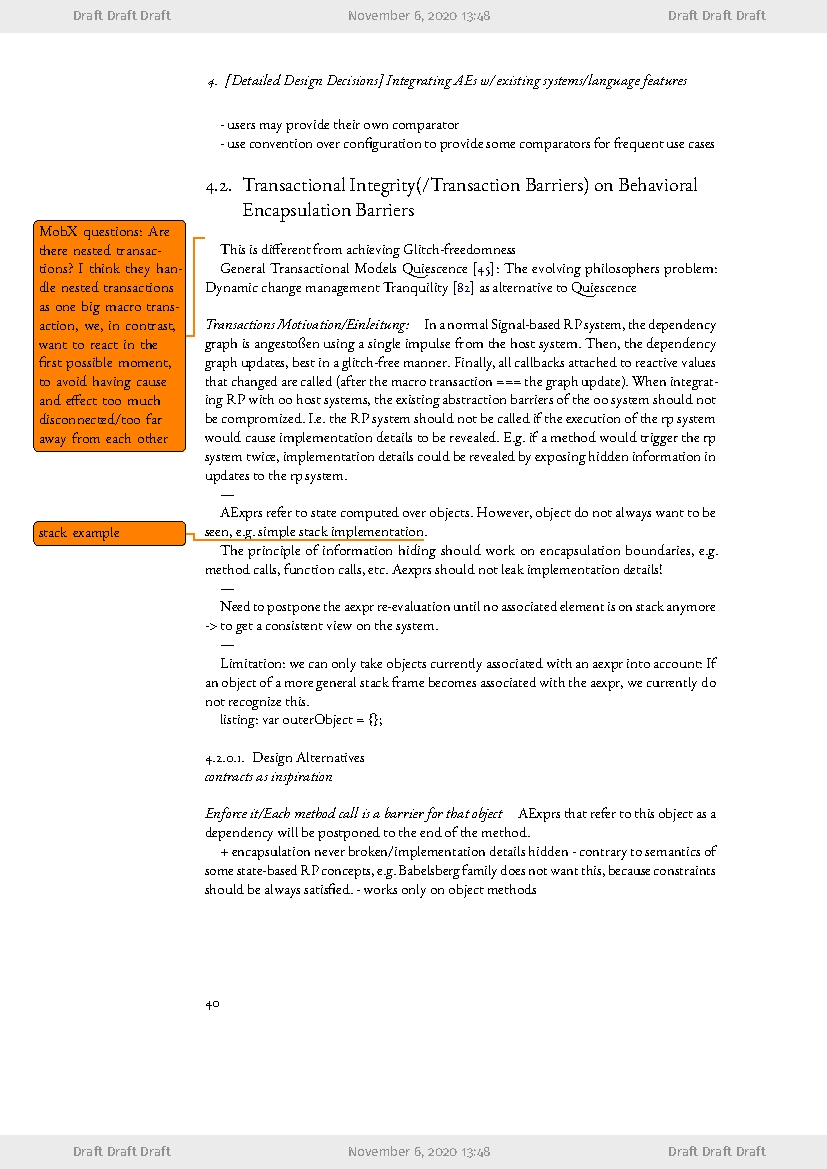 Draft Draft Draft November 6, 2020 13:48 Draft Draft Draft
4. [Detailed Design Decisions] Integrating AEs w/ existing systems/language features
- users may provide their own comparator
- use convention over configuration to provide some comparators for frequent use cases
4.2. Transactional Integrity(/Transaction Barriers) on Behavioral
Encapsulation Barriers
MobX questions: Are
there nested transac-
tions? I think they han-
dle nested transactions
as one big macro trans-
action, we, in contrast,
want to react in the
first possible moment,
to avoid having cause
and effect too much
disconnected/too far
away from each other
This is different from achieving Glitch-freedomness
General Transactional Models Quiescence [45]: The evolving philosophers problem:
Dynamic change management Tranquility [82] as alternative to Quiescence
Transactions Motivation/Einleitung: In a normal Signal-based RP system, the dependency
graph is angestoßen using a single impulse from the host system. Then, the dependency
graph updates, best in a glitch-free manner. Finally, all callbacks attached to reactive values
that changed are called (after the macro transaction === the graph update). When integrat-
ing RP with oo host systems, the existing abstraction barriers of the oo system should not
be compromized. I.e. the RP system should not be called if the execution of the rp system
would cause implementation details to be revealed. E.g. if a method would trigger the rp
system twice, implementation details could be revealed by exposing hidden information in
updates to the rp system.
—
AExprs refer to state computed over objects. However, object do not always want to be
seen, e.g. simple stack implementation.
stack example
The principle of information hiding should work on encapsulation boundaries, e.g.
method calls, function calls, etc. Aexprs should not leak implementation details!
—
Need to postpone the aexpr re-evaluation until no associated element is on stack anymore
-> to get a consistent view on the system.
—
Limitation: we can only take objects currently associated with an aexpr into account: If
an object of a more general stack frame becomes associated with the aexpr, we currently do
not recognize this.
listing: var outerObject = {};
4.2.0.1. Design Alternatives
contracts as inspiration
Enforce it/Each method call is a barrier for that object AExprs that refer to this object as a
dependency will be postponed to the end of the method.
+ encapsulation never broken/implementation details hidden - contrary to semantics of
some state-based RP concepts, e.g. Babelsberg family does not want this, because constraints
should be always satisfied. - works only on object methods
40
Draft Draft Draft November 6, 2020 13:48 Draft Draft Draft